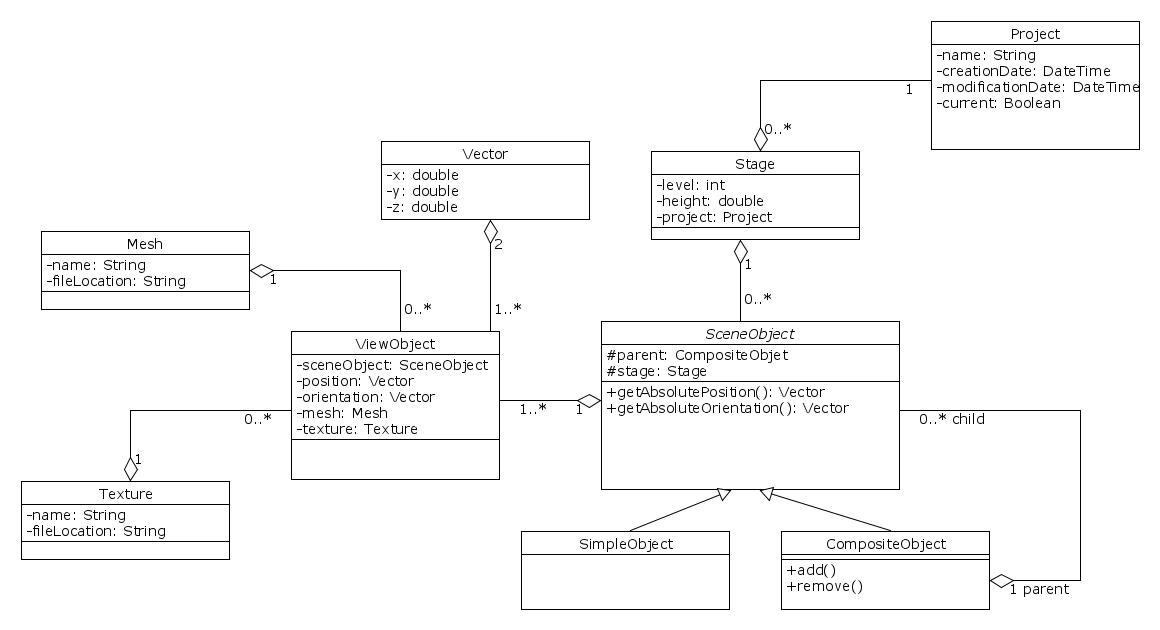 Project
-name: String
-creationDate: DateTime
-modificationDate: DateTime
-current: Boolean
1
0..*
Stage
-level: int
-height: double
-project: Project
1
0..*
Vector
-x: double
-y: double
-z: double
2
1..*
Mesh
-name: String
-fileLocation: String
1
0..*
ViewObject
-sceneObject: SceneObject
-position: Vector
-orientation: Vector
-mesh: Mesh
-texture: Texture
0..*
1..*
1
SceneObject
#parent: CompositeObjet
#stage: Stage
+getAbsolutePosition(): Vector
+getAbsoluteOrientation(): Vector
0..* child
1
Texture
-name: String
-fileLocation: String
SimpleObject
CompositeObject
+add()
+remove()
1 parent